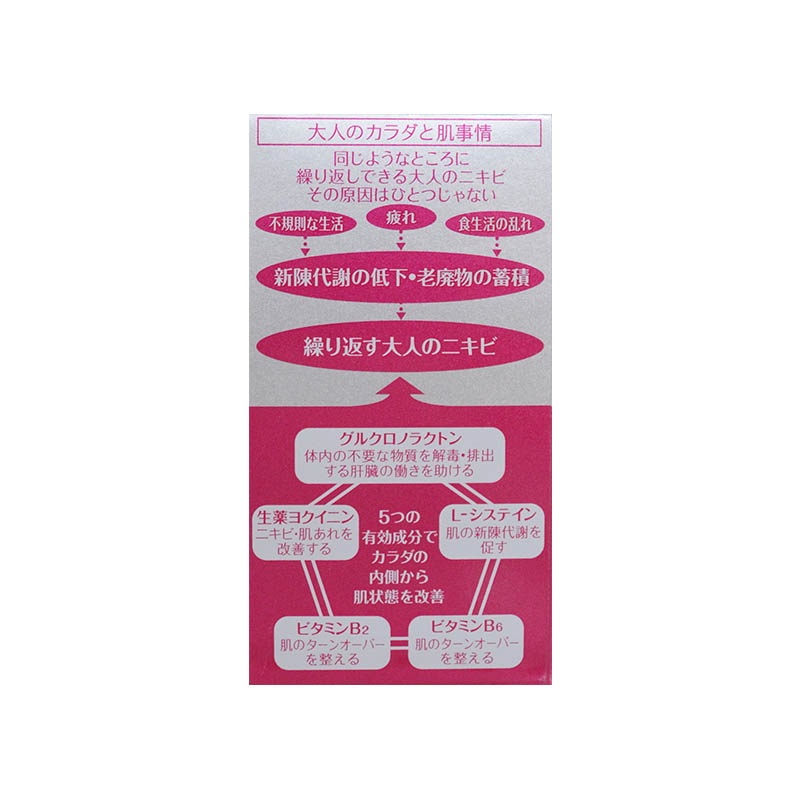 大人のカラダと肌事情
同じようなところに
繰り返しできる大人のニキビ
その原因はひとつじゃない
不規則な生活
疲れ
食生活の乱れ
新陳代謝の低下・老廃物の蓄積
繰り返す大人のニキビ
グルクロノラクトン
体内の不要な物質を解毒・排出
する肝臓の働きを助ける
生薬ヨクイニン
ニキビ・肌あれを
改善する
5つの
有効成分で
カラダの
内側から
肌状態を改善
L-システイン
肌の新陳代謝を
促す
ビタミンB2
肌のターンオーバー
を整える
ビタミンB6
肌のターンオーバー
を整える